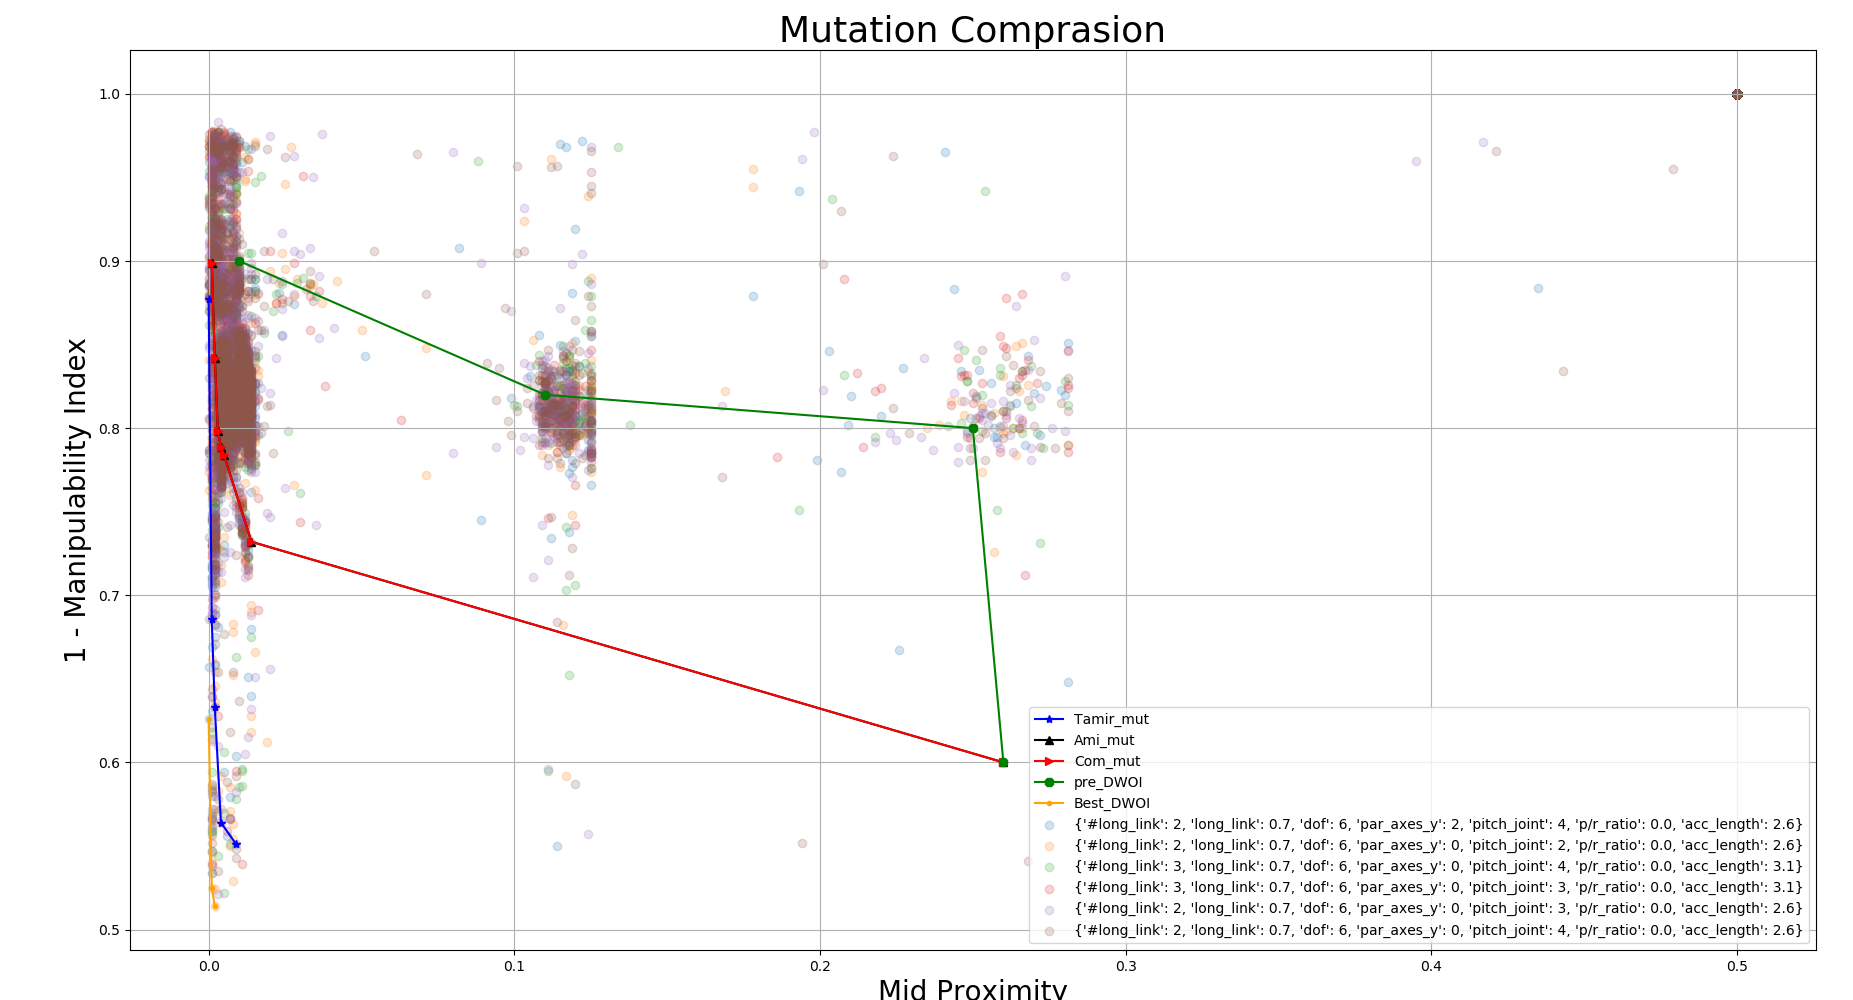 Mutation Comprasion
1 - Manipulability Index
1.0
0.9
0.8
0.7
0.6
0.5
0.0
0.1
0.2
0.3
0.4
0.5
Mid Proximity
Tamir_mut
Ami_mut
Com_mut
pre_DWOI
Best_DWOI
{'#long_link': 2, 'long_link': 0.7, 'dof': 6, 'par_axes_y': 2, 'pitch_joint': 4, 'p/r_ratio': 0.0, 'acc_length': 2.6}
{'#long_link': 2, 'long_link': 0.7, 'dof': 6, 'par_axes_y': 0, 'pitch_joint': 2, 'p/r_ratio': 0.0, 'acc_length': 2.6}
{'#long_link': 3, 'long_link': 0.7, 'dof': 6, 'par_axes_y': 0, 'pitch_joint': 4, 'p/r_ratio': 0.0, 'acc_length': 3.1}
{'#long_link': 3, 'long_link': 0.7, 'dof': 6, 'par_axes_y': 0, 'pitch_joint': 3, 'p/r_ratio': 0.0, 'acc_length': 3.1}
{'#long_link': 2, 'long_link': 0.7, 'dof': 6, 'par_axes_y': 0, 'pitch_joint': 3, 'p/r_ratio': 0.0, 'acc_length': 2.6}
{'#long_link': 2, 'long_link': 0.7, 'dof': 6, 'par_axes_y': 0, 'pitch_joint': 4, 'p/r_ratio': 0.0, 'acc_length': 2.6}